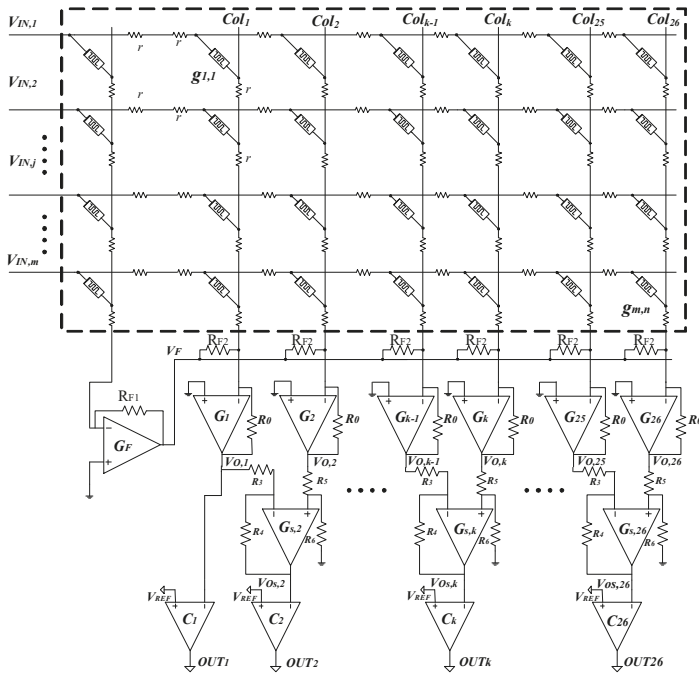 V_IN,1 Col_1 Col_2 Col_k-1 Col_k Col_25 Col_26
r r
g_1,1
r
V_IN,2
r r
V_IN,j
r
V_IN,m
g_m,n
R_F2 R_F2 R_F2 R_F2 R_F2 R_F2
V_F
R_F1
+ - + - + - + - + - + -
G_1 R_0 G_2 R_0 G_k-1 R_0 G_k R_0 G_25 R_0 G_26 R_0
-
G_F
+
V_O,1 V_O,2 V_O,k-1 V_O,k V_O,25 V_O,26
R_3 R_5 R_3 R_5 R_3 R_5
- + - + - +
R_4 G_s,2 R_6 R_4 G_s,k R_6 R_4 G_s,26 R_6
V_Os,2 V_Os,k V_Os,26
V_REF V_REF V_REF V_REF
+ - + - + - + -
C_1 C_2 C_k C_26
OUT_1 OUT_2 OUT_k OUT_26